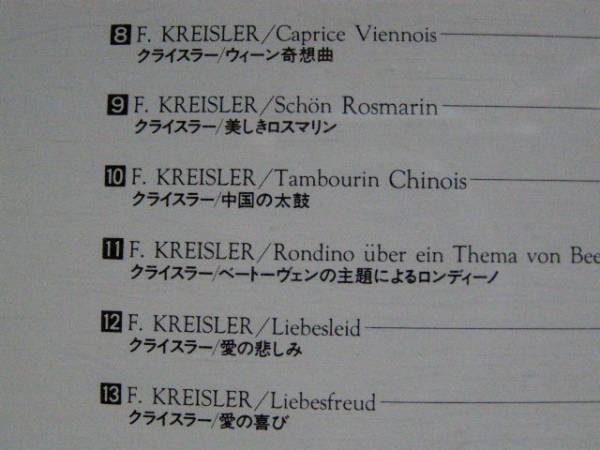 8 F. KREISLER/Caprice Viennois
クライスラー/ウィーン奇想曲
9 F. KREISLER/Schön Rosmarin
クライスラー/美しきロスマリン
10 F. KREISLER/Tambourin Chinois
クライスラー/中国の太鼓
11 F. KREISLER/Rondino über ein Thema von Bee
クライスラー/ベートーヴェンの主題によるロンディーノ
12 F. KREISLER/Liebesleid
クライスラー/愛の悲しみ
13 F. KREISLER/Liebesfreud
クライスラー/愛の喜び